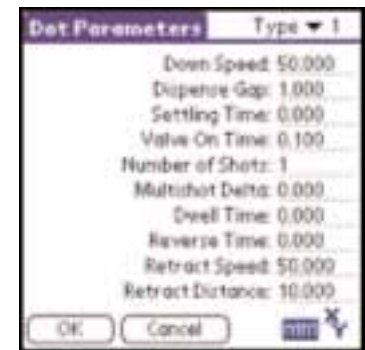 Dot Parameters Type ▼ 1
Down Speed: 50.000
Dispense Gap: 1.000
Settling Time: 0.000
Valve On Time: 0.100
Number of Shots: 1
Multishot Delta: 0.000
Dwell Time: 0.000
Reverse Time: 0.000
Retract Speed: 50.000
Retract Distance: 10.000
OK Cancel mm X Y